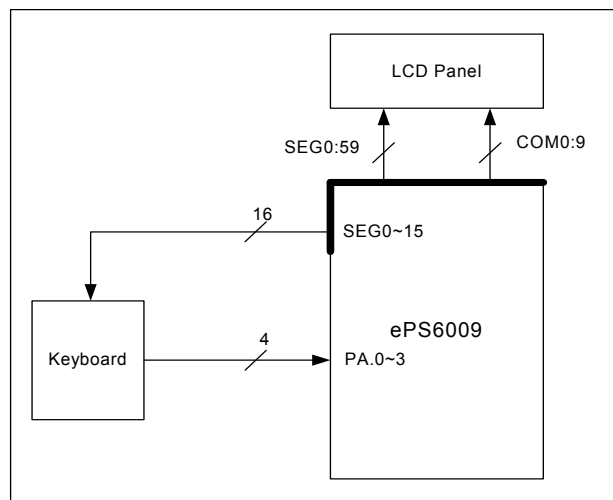 LCD Panel
SEG0:59
COM0:9
16
SEG0~15
ePS6009
Keyboard
4
PA.0~3